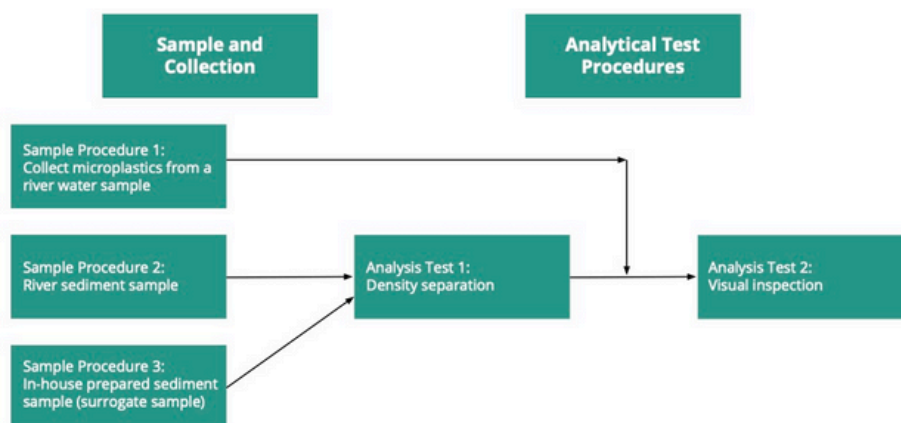 Sample and
Collection
Analytical Test
Procedures
Sample Procedure 1:
Collect microplastics from a
river water sample
Sample Procedure 2:
River sediment sample
Analysis Test 1:
Density separation
Analysis Test 2:
Visual inspection
Sample Procedure 3:
In-house prepared sediment
sample (surrogate sample)